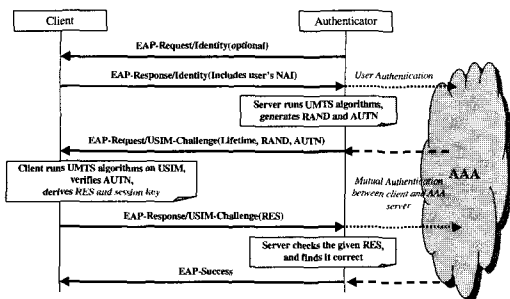 Client
Authenticator
EAP-Request/Identity(optional)
EAP-Response/Identity(Includes user's NAI)
User Authentication
Server runs UMTS algorithms,
generates RAND and AUTN
EAP-Request/USIM-Challenge(Lifetime, RAND, AUTN)
Client runs UMTS algorithms on USIM,
verifies AUTN,
derives RES and session key
AAA
Mutual Authentication
between client and AAA
server
EAP-Response/USIM-Challenge(RES)
Server checks the given RES,
and finds it correct
EAP-Success